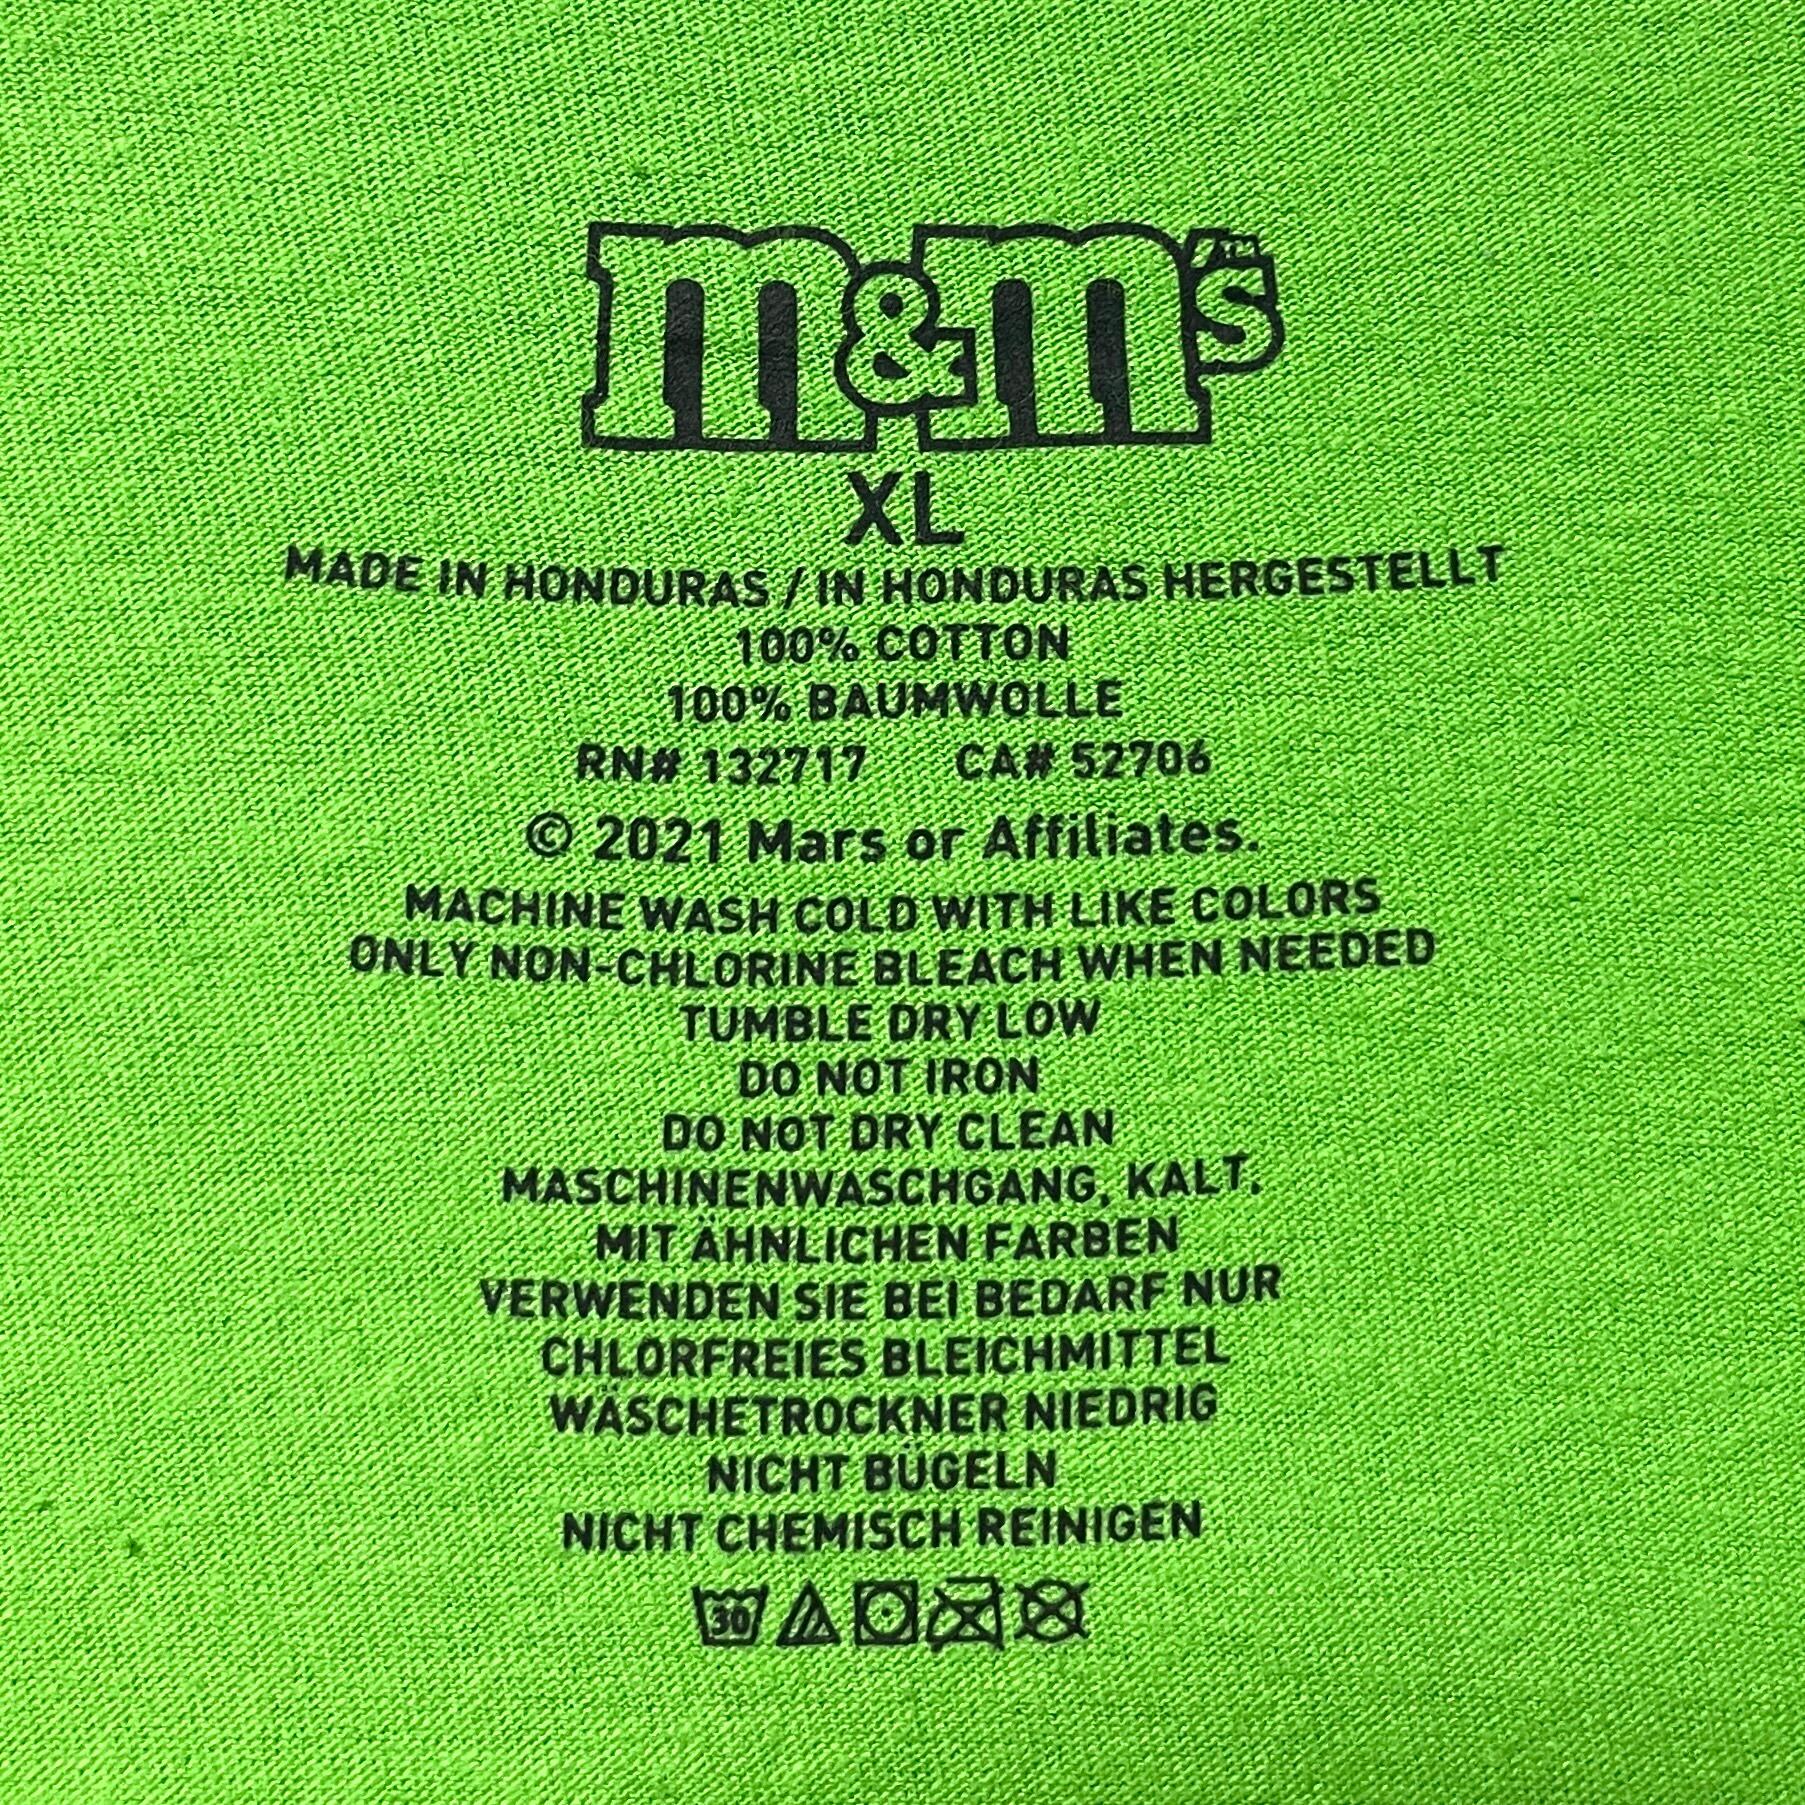 m&m's
XL
MADE IN HONDURAS / IN HONDURAS HERGESTELLT
100% COTTON
100% BAUMWOLLE
RN# 132717 CA# 52706
© 2021 Mars or Affiliates.
MACHINE WASH COLD WITH LIKE COLORS
ONLY NON-CHLORINE BLEACH WHEN NEEDED
TUMBLE DRY LOW
DO NOT IRON
DO NOT DRY CLEAN
MASCHINENWASCHGANG, KALT.
MIT ÄHNLICHEN FARBEN
VERWENDEN SIE BEI BEDARF NUR
CHLORFREIES BLEICHMITTEL
WÄSCHETROCKNER NIEDRIG
NICHT BÜGELN
NICHT CHEMISCH REINIGEN
30